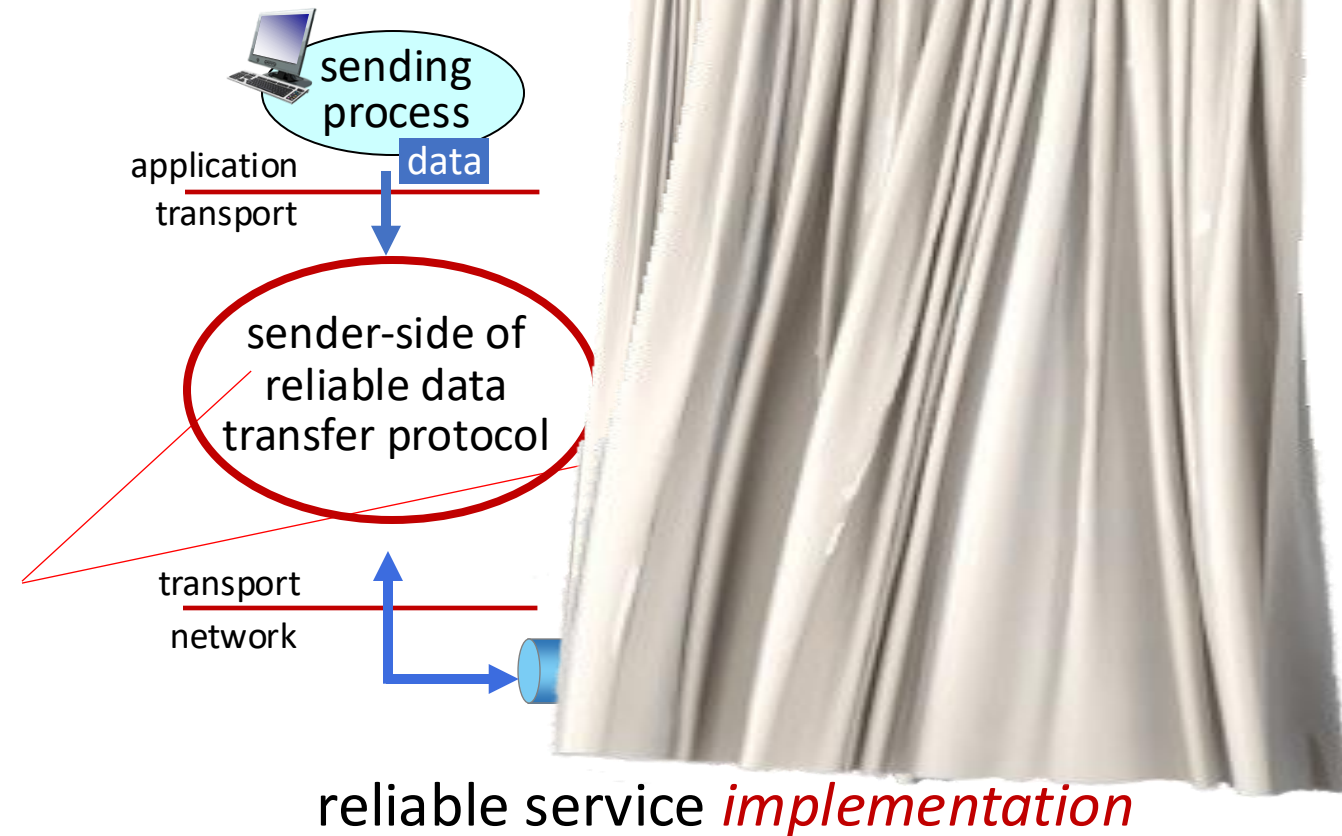 sending
process
data
application
transport
sender-side of
reliable data
transfer protocol
transport
network
reliable service implementation